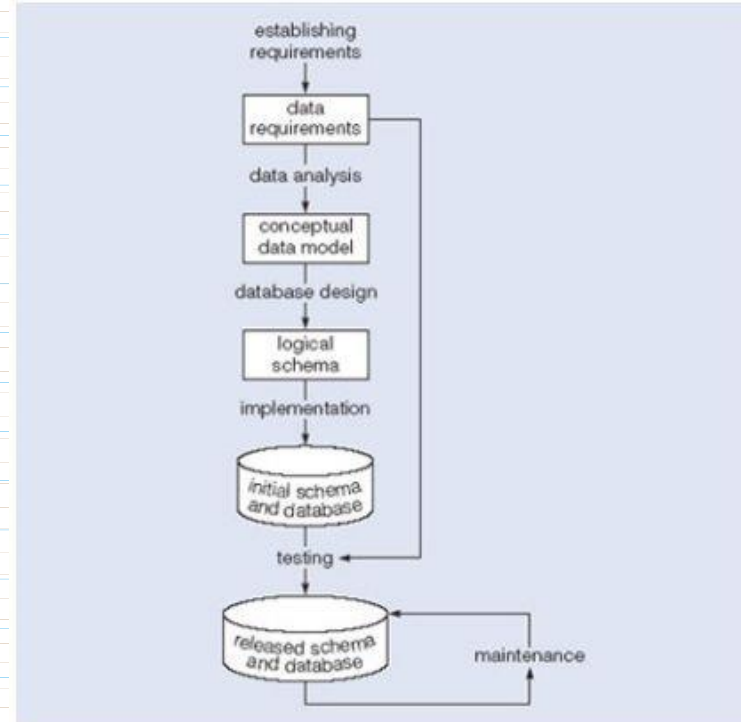 establishing
requirements
data
requirements
data analysis
conceptual
data model
database design
logical
schema
implementation
initial schema
and database
testing
released schema
and database
maintenance